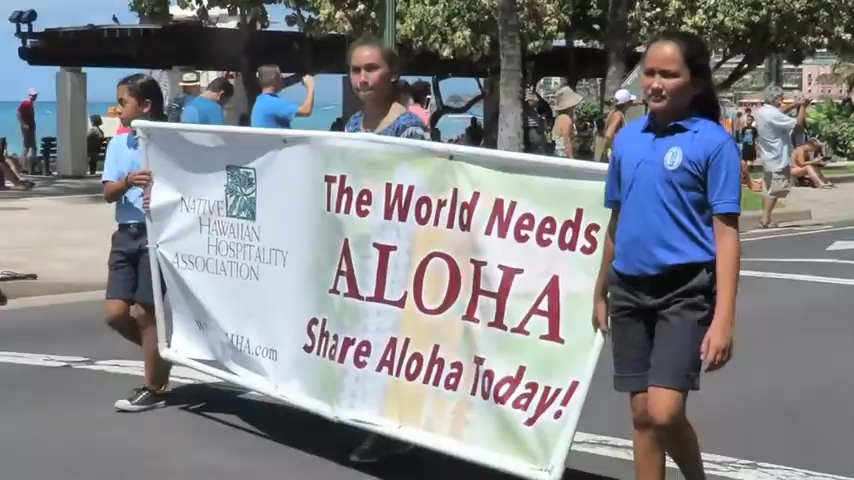 NATIVE
HAWAIIAN
HOSPITALITY
ASSOCIATION
The World Needs
ALOHA
Share Aloha Today!